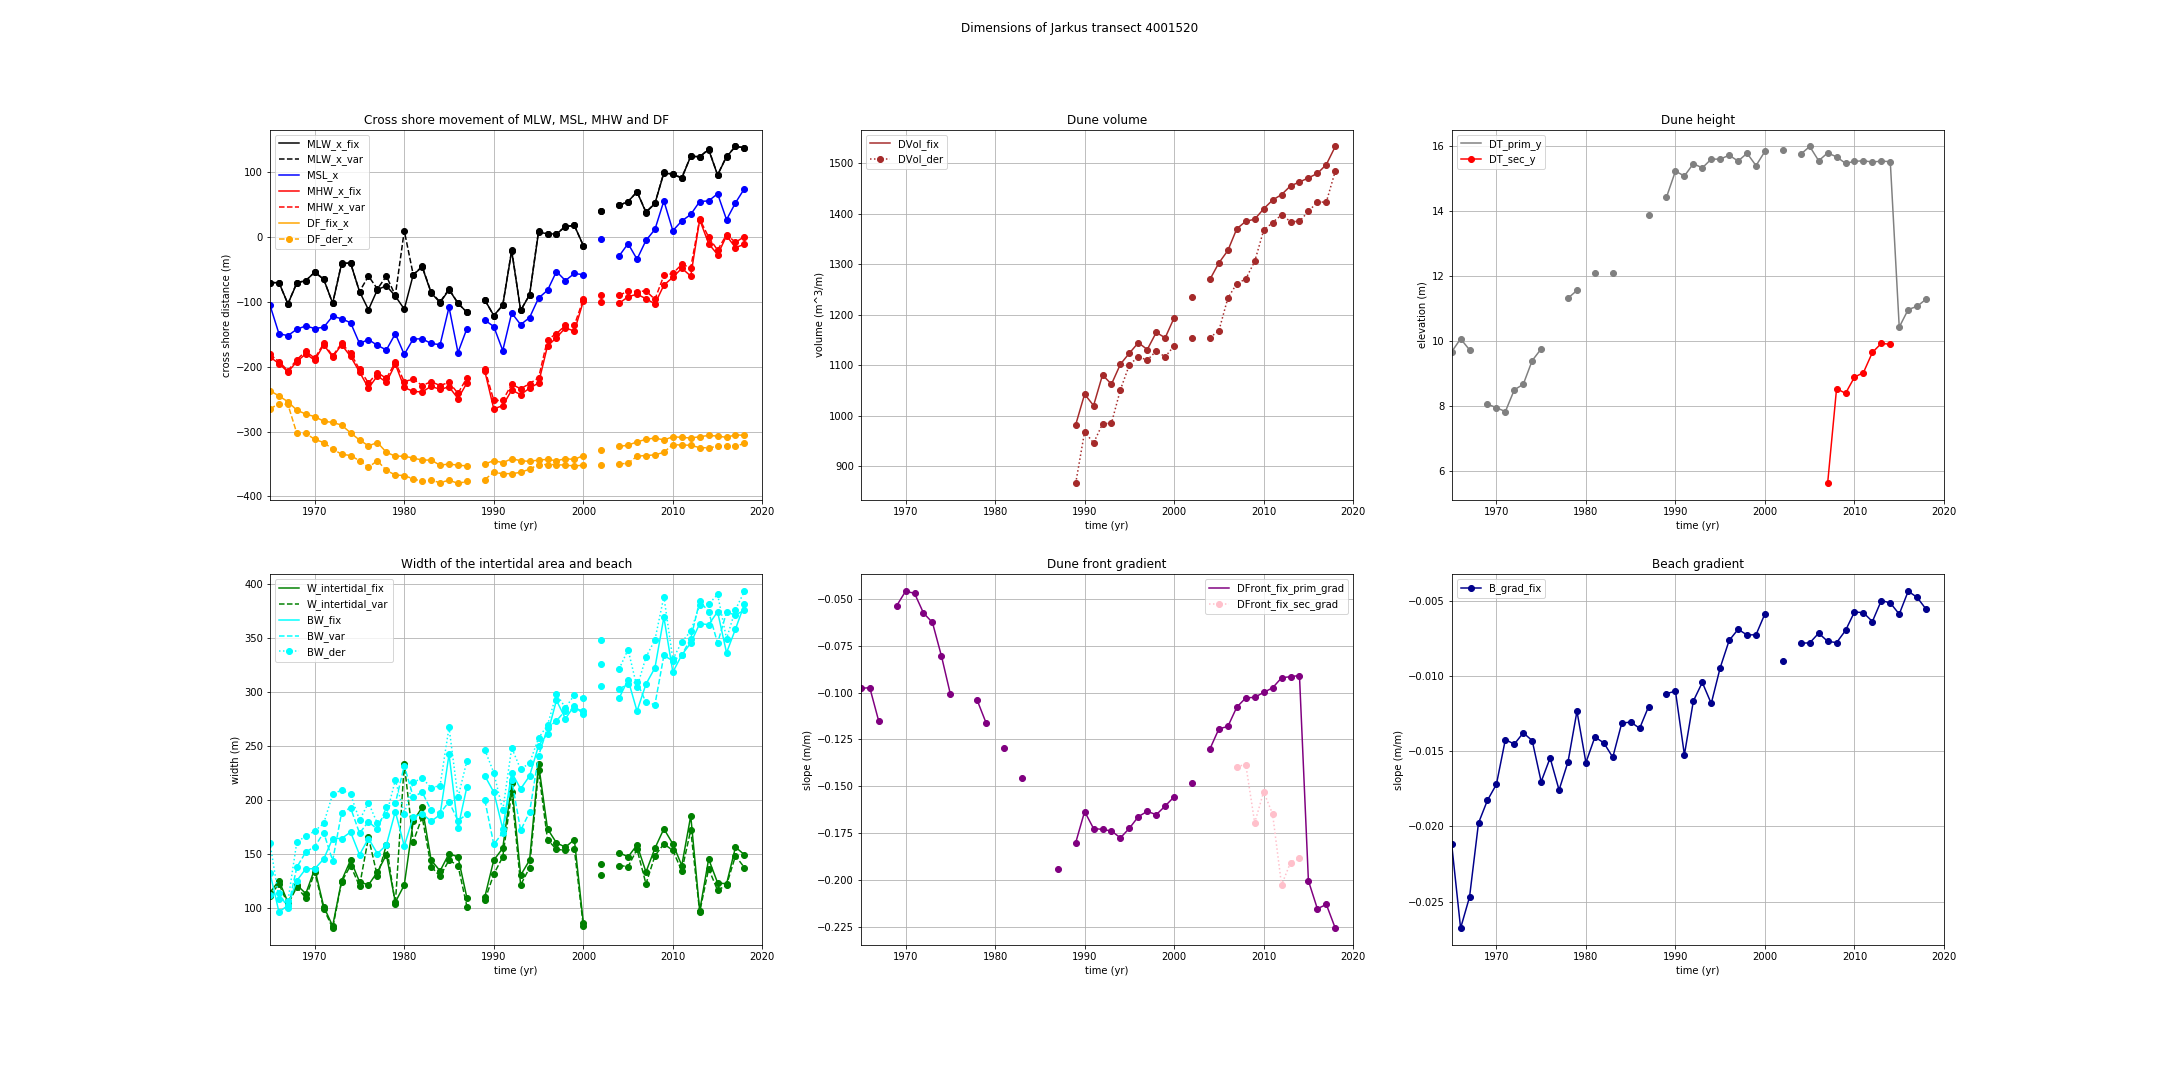 Dimensions of Jarkus transect 4001520
Cross shore movement of MLW, MSL, MHW and DF
MLW_x_fix
MLW_x_var
MSL_x
MHW_x_fix
MHW_x_var
DF_fix_x
DF_der_x
cross shore distance (m)
100
0
−100
−200
−300
−400
1970 1980 1990 2000 2010 2020
time (yr)
Dune volume
DVol_fix
DVol_der
volume (m^3/m)
1500
1400
1300
1200
1100
1000
900
1970 1980 1990 2000 2010 2020
time (yr)
Dune height
DT_prim_y
DT_sec_y
elevation (m)
16
14
12
10
8
6
1970 1980 1990 2000 2010 2020
time (yr)
Width of the intertidal area and beach
W_intertidal_fix
W_intertidal_var
BW_fix
BW_var
BW_der
width (m)
400
350
300
250
200
150
100
1970 1980 1990 2000 2010 2020
time (yr)
Dune front gradient
DFront_fix_prim_grad
DFront_fix_sec_grad
slope (m/m)
−0.050
−0.075
−0.100
−0.125
−0.150
−0.175
−0.200
−0.225
1970 1980 1990 2000 2010 2020
time (yr)
Beach gradient
B_grad_fix
slope (m/m)
−0.005
−0.010
−0.015
−0.020
−0.025
1970 1980 1990 2000 2010 2020
time (yr)